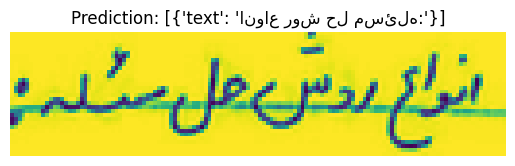 Prediction: [{'text': 'انواع روش حل مسئله:'}]
انواع روش حل مسئله: